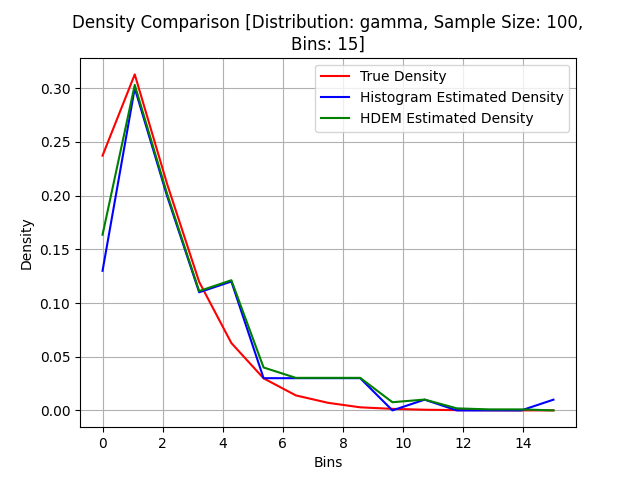 Density Comparison [Distribution: gamma, Sample Size: 100,
Bins: 15]
True Density
Histogram Estimated Density
HDEM Estimated Density
Density
0.30
0.25
0.20
0.15
0.10
0.05
0.00
0 2 4 6 8 10 12 14
Bins